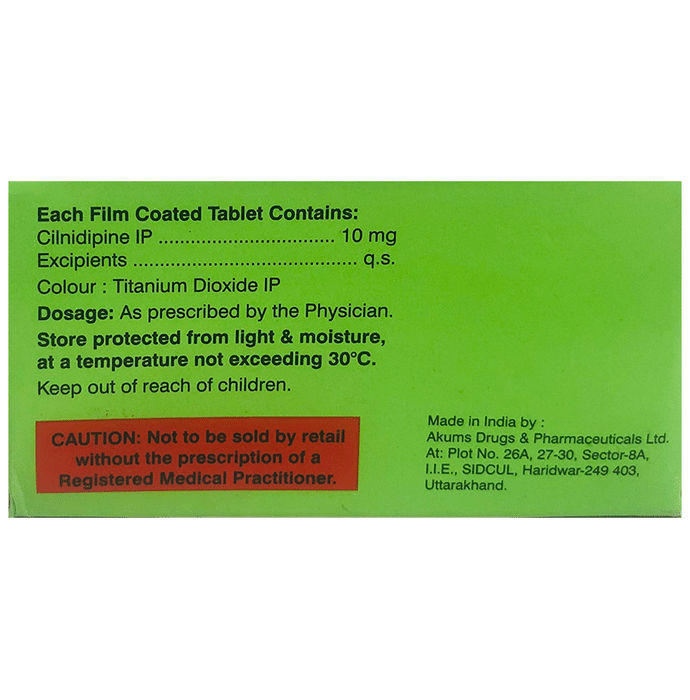 Each Film Coated Tablet Contains:
Cilnidipine IP ................................ 10 mg
Excipients ......................................... q.s.
Colour : Titanium Dioxide IP
Dosage: As prescribed by the Physician.
Store protected from light & moisture,
at a temperature not exceeding 30°C.
Keep out of reach of children.
CAUTION: Not to be sold by retail
without the prescription of a
Registered Medical Practitioner.
Made in India by :
Akums Drugs & Pharmaceuticals Ltd.
At: Plot No. 26A, 27-30, Sector-8A,
I.I.E., SIDCUL, Haridwar-249 403,
Uttarakhand.